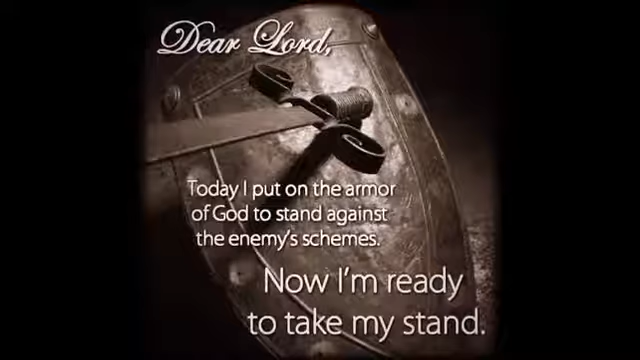 Dear Lord,
Today I put on the armor
of God to stand against
the enemy's schemes.
Now I'm ready
to take my stand.